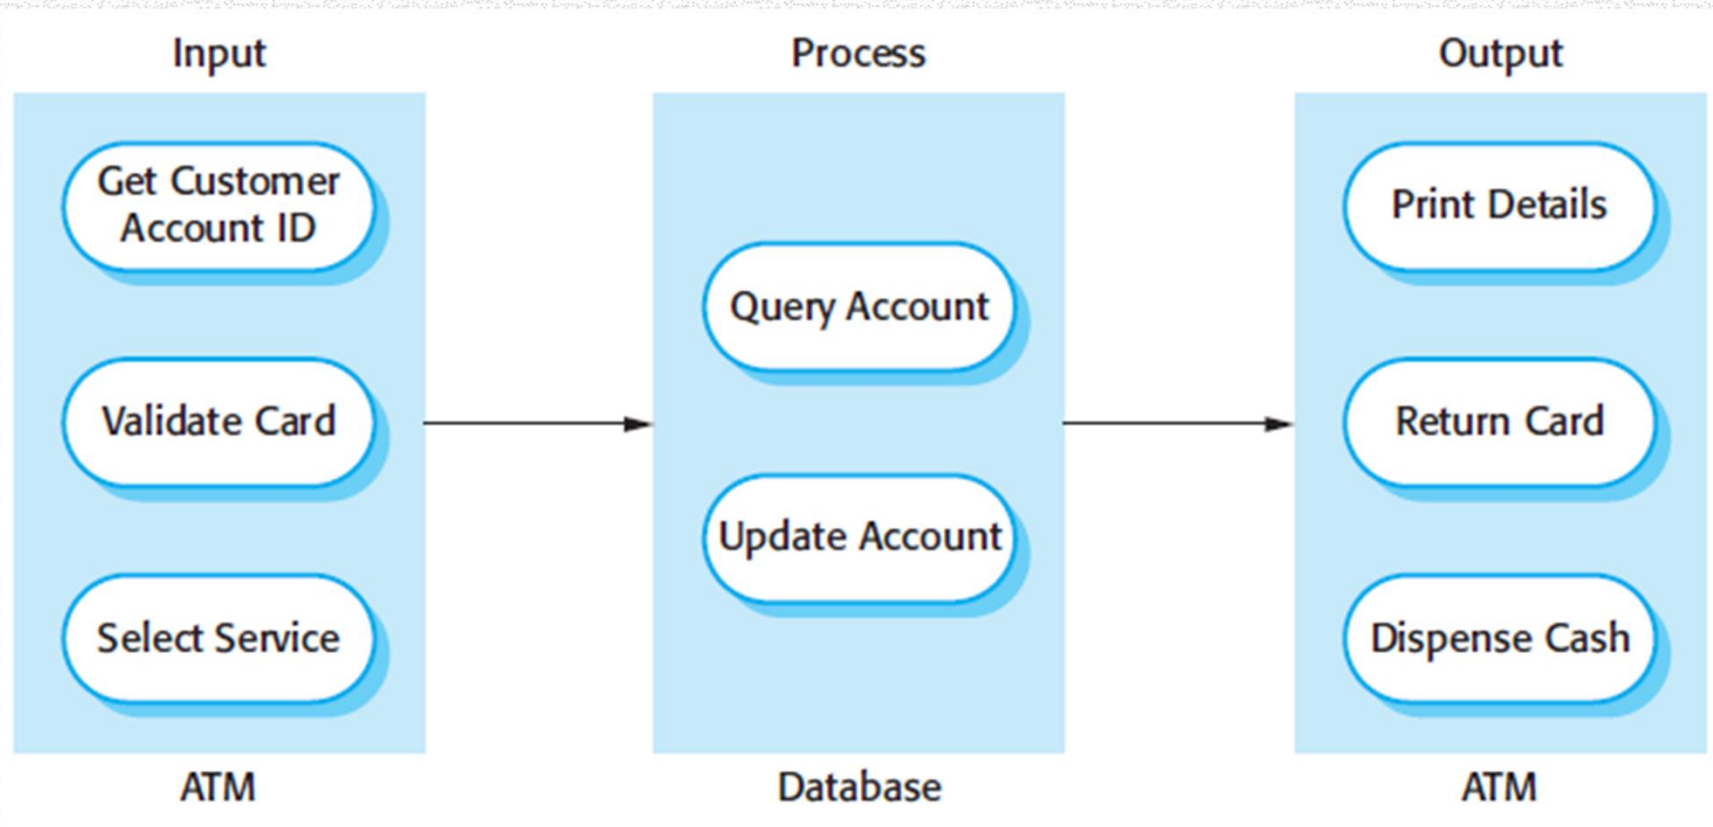 Input
Process
Output
Get Customer
Account ID
Validate Card
Select Service
Query Account
Update Account
Print Details
Return Card
Dispense Cash
ATM
Database
ATM